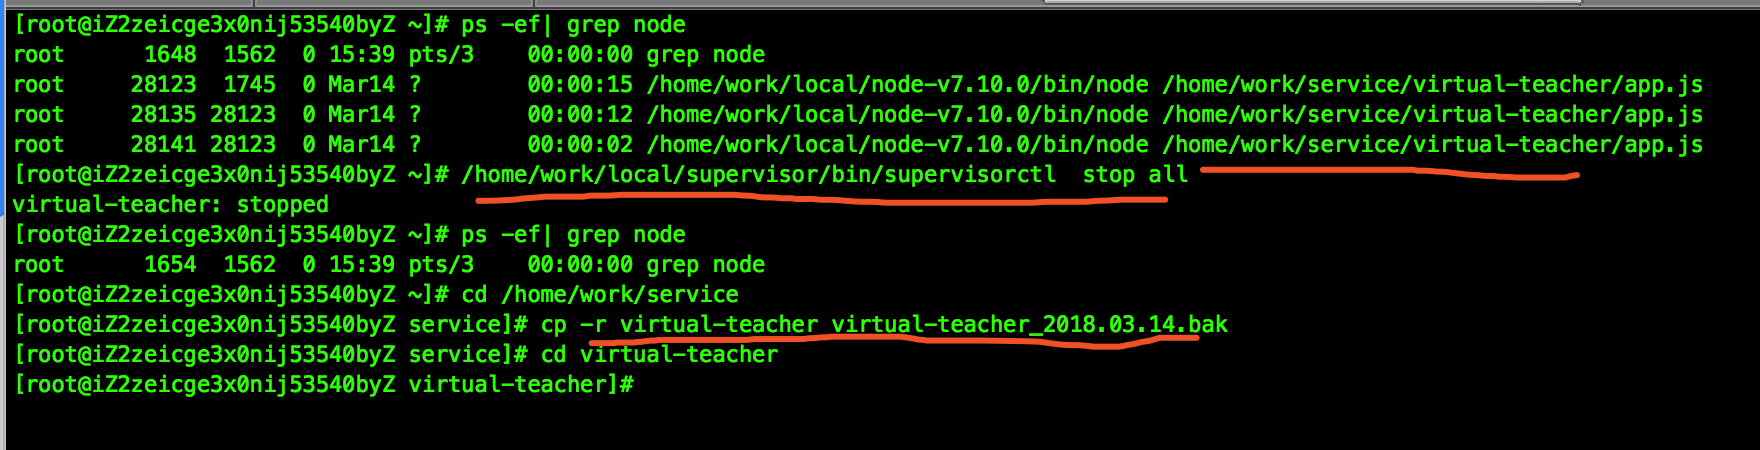 [root@iZ2zeicge3x0nij53540byZ ~]# ps -ef| grep node
root      1648  1562  0 15:39 pts/3    00:00:00 grep node
root     28123  1745  0 Mar14 ?        00:00:15 /home/work/local/node-v7.10.0/bin/node /home/work/service/virtual-teacher/app.js
root     28135 28123  0 Mar14 ?        00:00:12 /home/work/local/node-v7.10.0/bin/node /home/work/service/virtual-teacher/app.js
root     28141 28123  0 Mar14 ?        00:00:02 /home/work/local/node-v7.10.0/bin/node /home/work/service/virtual-teacher/app.js
[root@iZ2zeicge3x0nij53540byZ ~]# /home/work/local/supervisor/bin/supervisorctl  stop all
virtual-teacher: stopped
[root@iZ2zeicge3x0nij53540byZ ~]# ps -ef| grep node
root      1654  1562  0 15:39 pts/3    00:00:00 grep node
[root@iZ2zeicge3x0nij53540byZ ~]# cd /home/work/service
[root@iZ2zeicge3x0nij53540byZ service]# cp -r virtual-teacher virtual-teacher_2018.03.14.bak
[root@iZ2zeicge3x0nij53540byZ service]# cd virtual-teacher
[root@iZ2zeicge3x0nij53540byZ virtual-teacher]#